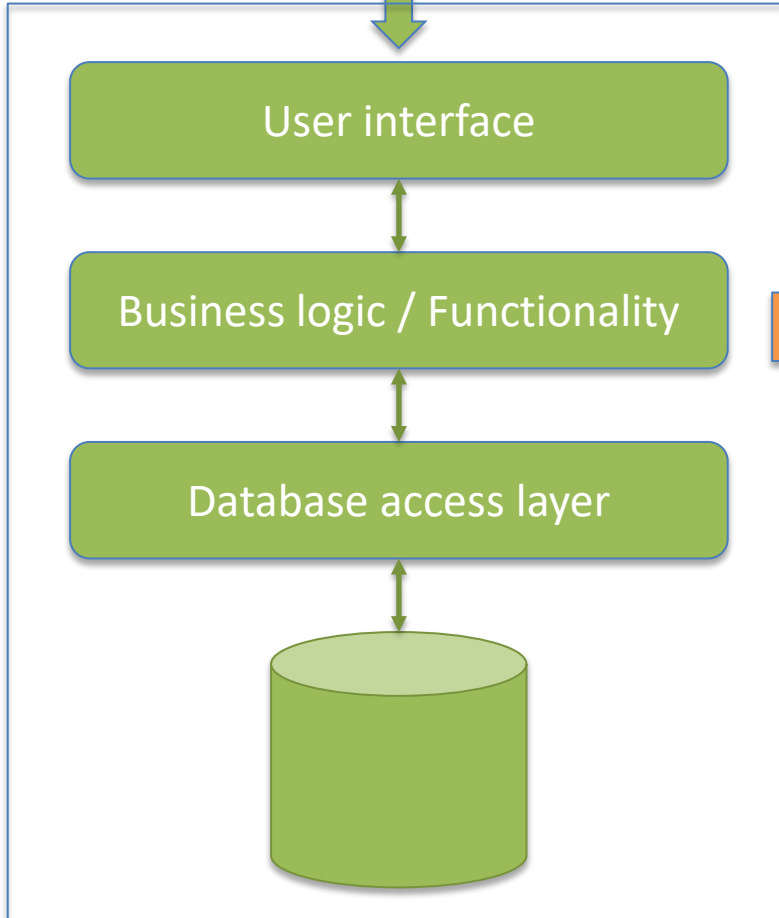 User interface
Business logic / Functionality
Database access layer